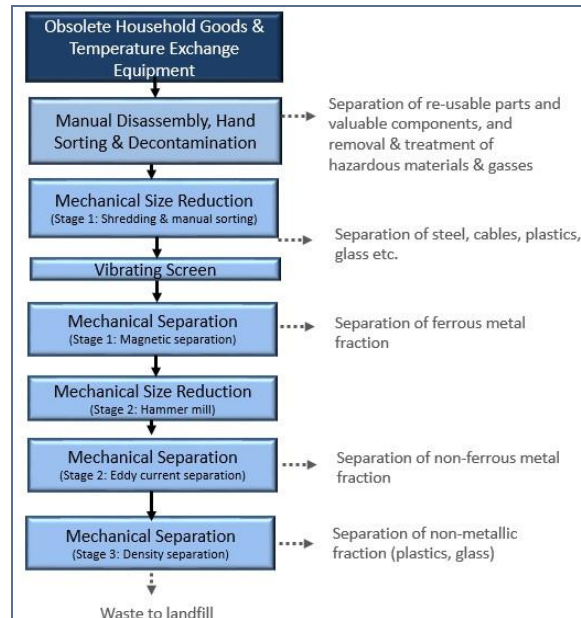 Obsolete Household Goods &
Temperature Exchange
Equipment
Manual Disassembly, Hand
Sorting & Decontamination
Separation of re-usable parts and
valuable components, and
removal & treatment of
hazardous materials & gasses
Mechanical Size Reduction
(Stage 1: Shredding & manual sorting)
Separation of steel, cables, plastics,
glass etc.
Vibrating Screen
Mechanical Separation
(Stage 1: Magnetic separation)
Separation of ferrous metal
fraction
Mechanical Size Reduction
(Stage 2: Hammer mill)
Mechanical Separation
(Stage 2: Eddy current separation)
Separation of non-ferrous metal
fraction
Mechanical Separation
(Stage 3: Density separation)
Separation of non-metallic
fraction (plastics, glass)
Waste to landfill